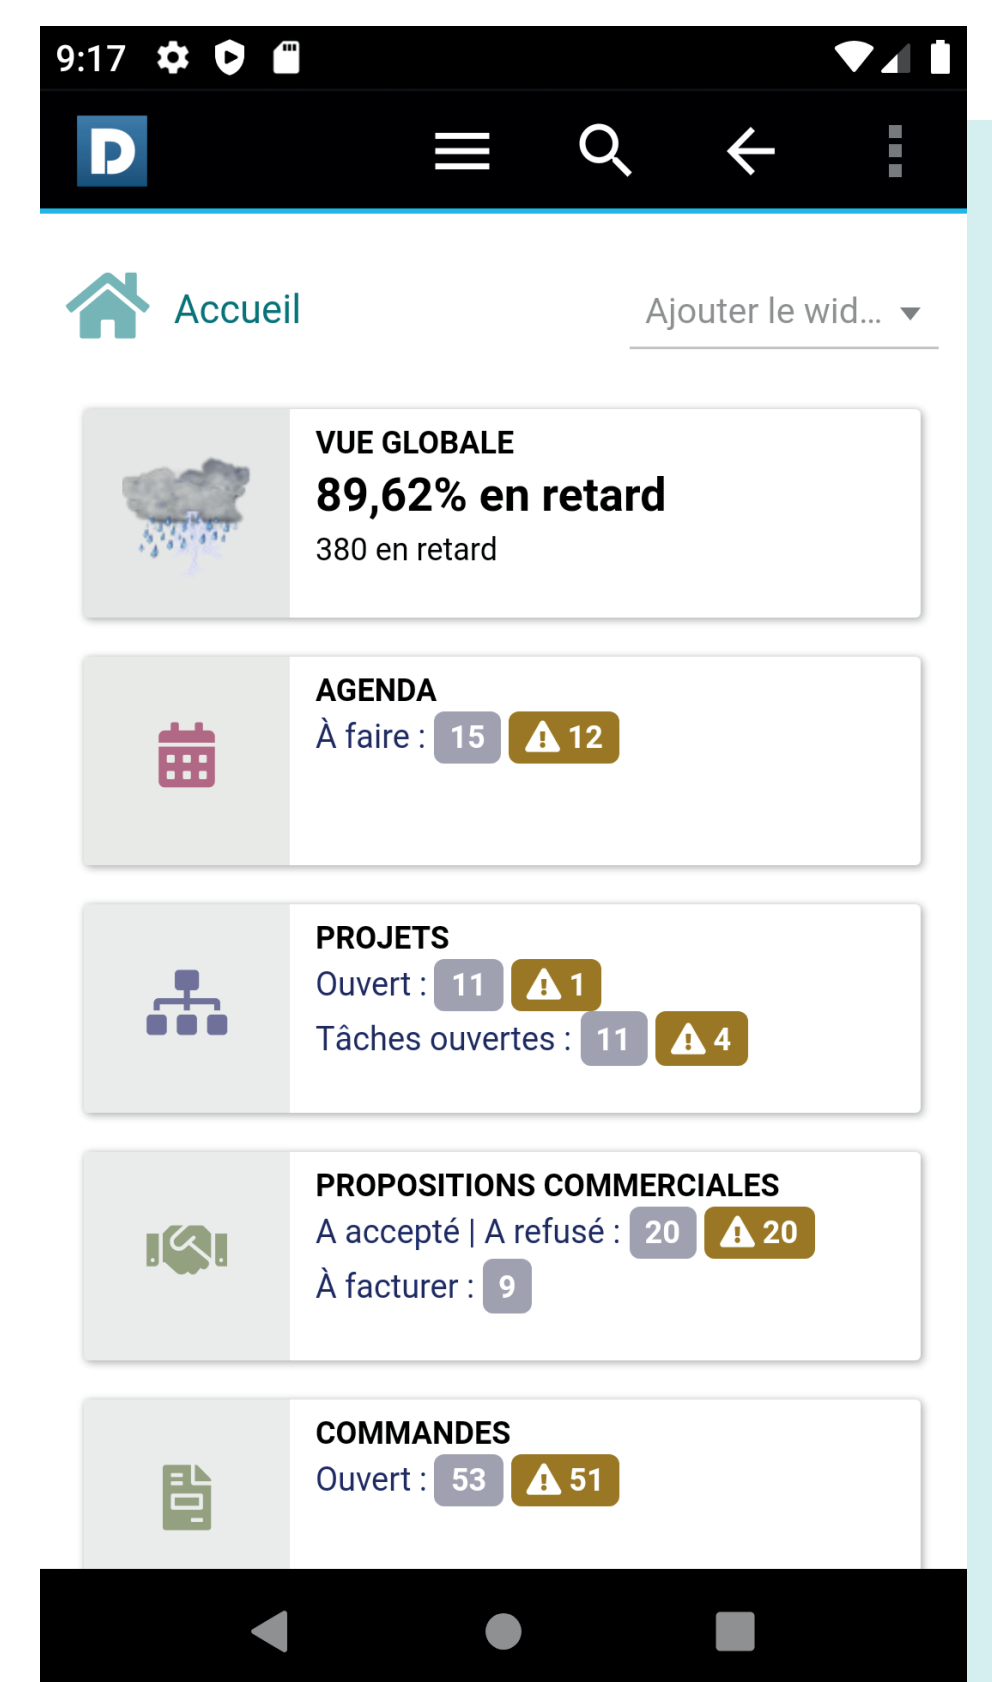 9:17
D
Accueil
Ajouter le wid...
VUE GLOBALE
89,62% en retard
380 en retard
AGENDA
À faire : 15 12
PROJETS
Ouvert : 11 1
Tâches ouvertes : 11 4
PROPOSITIONS COMMERCIALES
A accepté | A refusé : 20 20
À facturer : 9
COMMANDES
Ouvert : 53 51